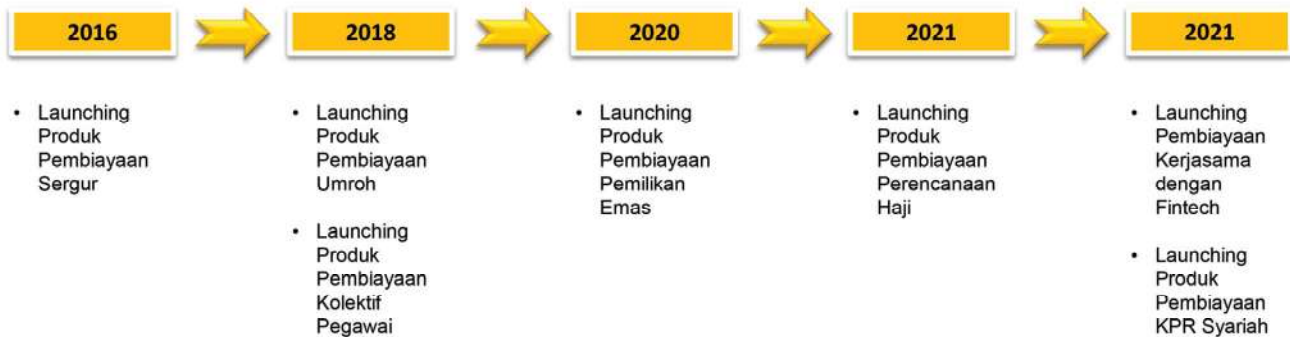 2016
2018
2020
2021
2021
• Launching
Produk
Pembiayaan
Sergur
• Launching
Produk
Pembiayaan
Umroh
• Launching
Produk
Pembiayaan
Kolektif
Pegawai
• Launching
Produk
Pembiayaan
Pemilikan
Emas
• Launching
Produk
Pembiayaan
Perencanaan
Haji
• Launching
Pembiayaan
Kerjasama
dengan
Fintech
• Launching
Produk
Pembiayaan
KPR Syariah